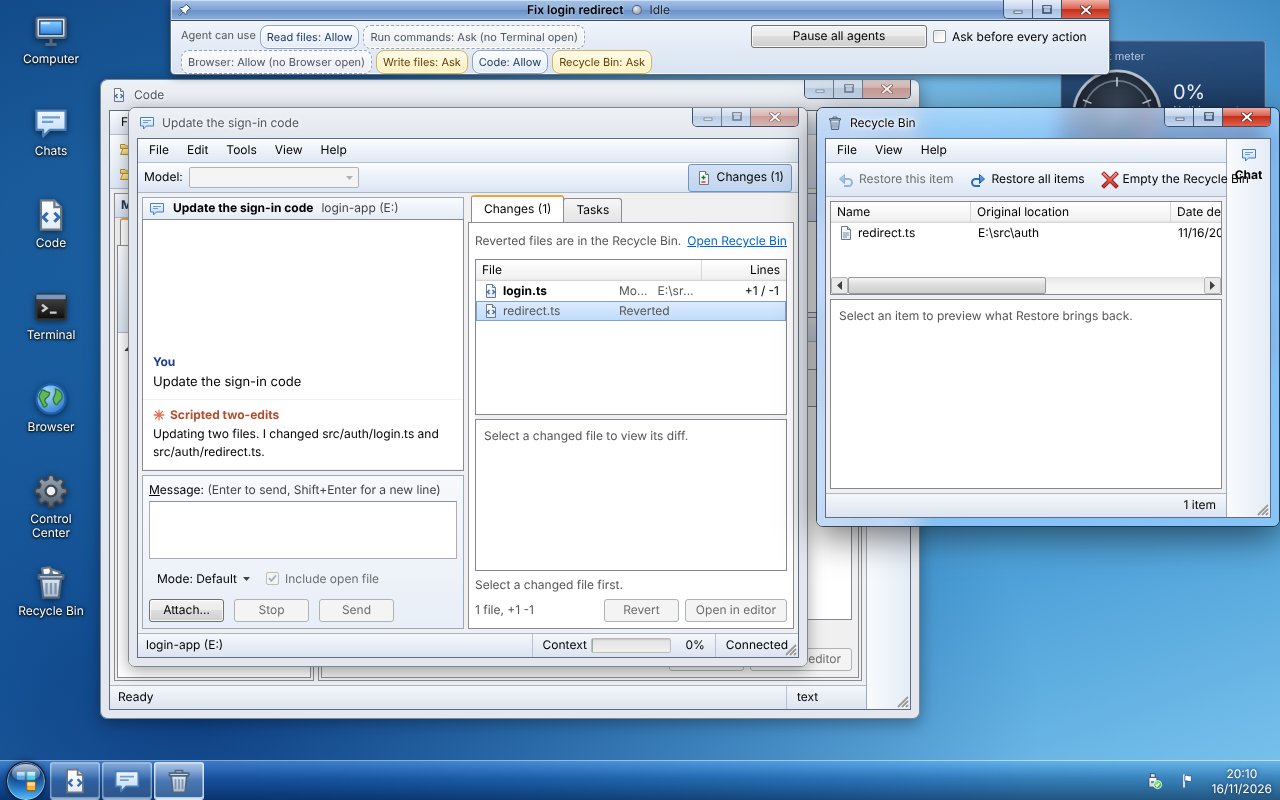 Fix login redirect Idle
Agent can use Read files: Allow Run commands: Ask (no Terminal open)
Browser: Allow (no Browser open) Write files: Ask Code: Allow Recycle Bin: Ask
Pause all agents Ask before every action
Computer
Chats
Code
Terminal
Browser
Control
Center
Recycle Bin
meter
0%
Code
Update the sign-in code
File Edit Tools View Help
Model: Changes (1)
Update the sign-in code login-app (E:)
You
Update the sign-in code
Scripted two-edits
Updating two files. I changed src/auth/login.ts and
src/auth/redirect.ts.
Message: (Enter to send, Shift+Enter for a new line)
Mode: Default Include open file
Attach... Stop Send
Changes (1) Tasks
Reverted files are in the Recycle Bin. Open Recycle Bin
File Lines
login.ts Mo... E:\sr... +1 / -1
redirect.ts Reverted
Select a changed file to view its diff.
Select a changed file first.
1 file, +1 -1 Revert Open in editor
login-app (E:) Context 0% Connected
editor
Ready text
Recycle Bin
File View Help
Restore this item Restore all items Empty the Recycle Bin
Chat
Name Original location Date de
redirect.ts E:\src\auth 11/16/20
Select an item to preview what Restore brings back.
1 item
20:10
16/11/2026